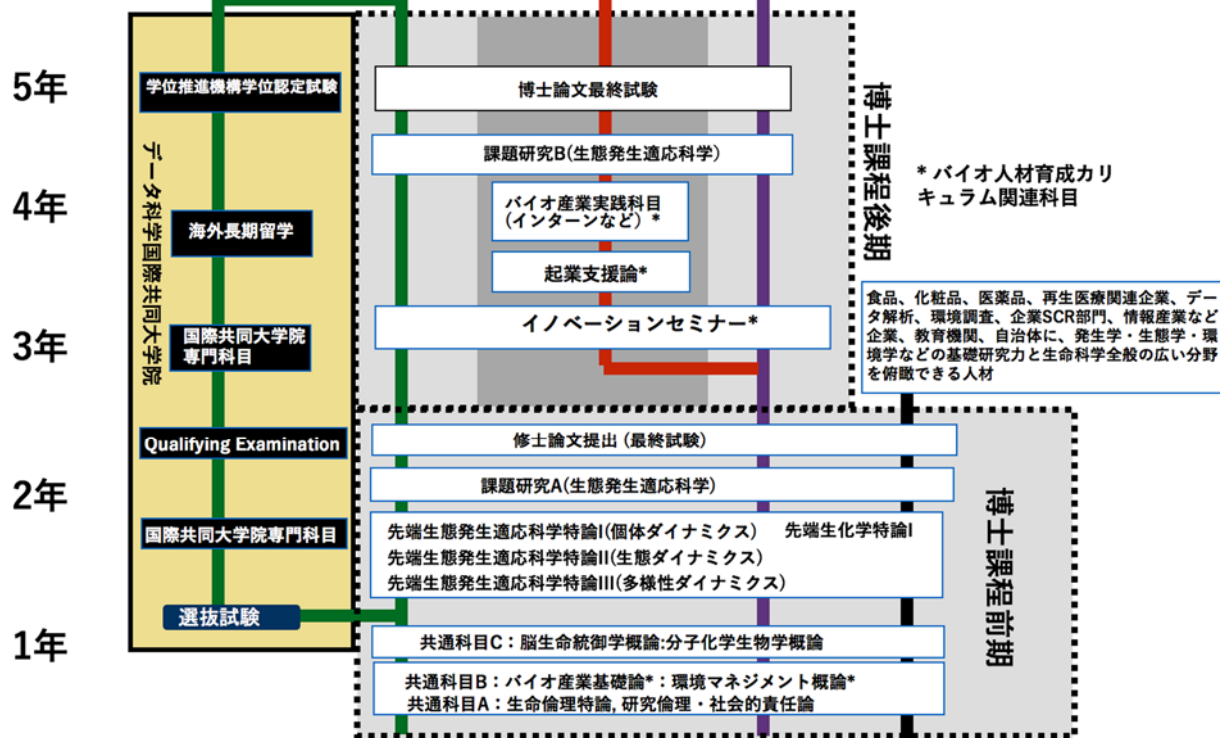 5年
4年
3年
2年
1年
学位推進機構学位認定試験
データ科学国際共同大学院
海外長期留学
国際共同大学院
専門科目
Qualifying Examination
国際共同大学院専門科目
選抜試験
博士論文最終試験
課題研究B(生態発生適応科学)
バイオ産業実践科目
(インターンなど）*
起業支援論*
イノベーションセミナー*
博士課程後期
* バイオ人材育成カリ
キュラム関連科目
食品、化粧品、医薬品、再生医療関連企業、デー
タ解析、環境調査、企業SCR部門、情報産業など
企業、教育機関、自治体に、発生学・生態学・環
境学などの基礎研究力と生命科学全般の広い分野
を俯瞰できる人材
修士論文提出 (最終試験)
課題研究A(生態発生適応科学)
先端生態発生適応科学特論I(個体ダイナミクス)　先端生化学特論I
先端生態発生適応科学特論II(生態ダイナミクス)
先端生態発生適応科学特論III(多様性ダイナミクス)
博士課程前期
共通科目C：脳生命統御学概論:分子化学生物学概論
共通科目B：バイオ産業基礎論*：環境マネジメント概論*
共通科目A：生命倫理特論, 研究倫理・社会的責任論